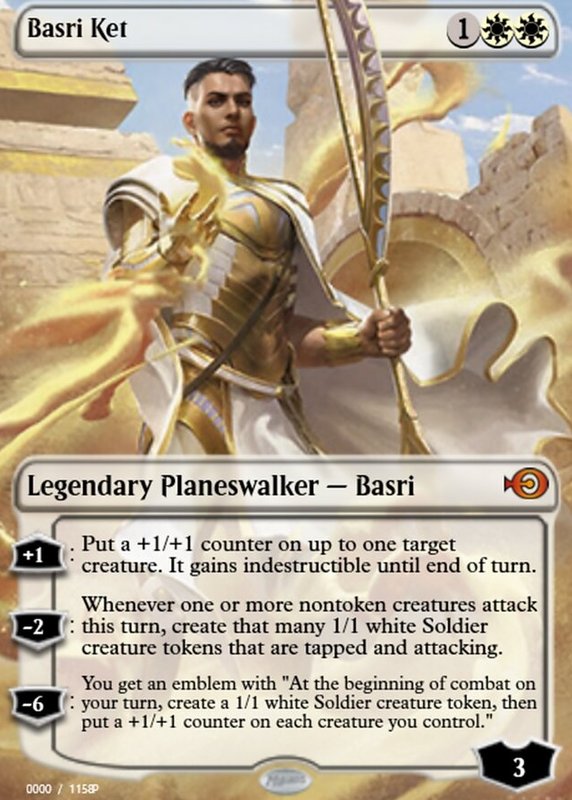 Basri Ket
1
Legendary Planeswalker — Basri
+1 : Put a +1/+1 counter on up to one target
creature. It gains indestructible until end of turn.
Whenever one or more nontoken creatures attack
-2 : this turn, create that many 1/1 white Soldier
creature tokens that are tapped and attacking.
You get an emblem with "At the beginning of combat on
-6 : your turn, create a 1/1 white Soldier creature token, then
put a +1/+1 counter on each creature you control."
3
0000 / 1158P